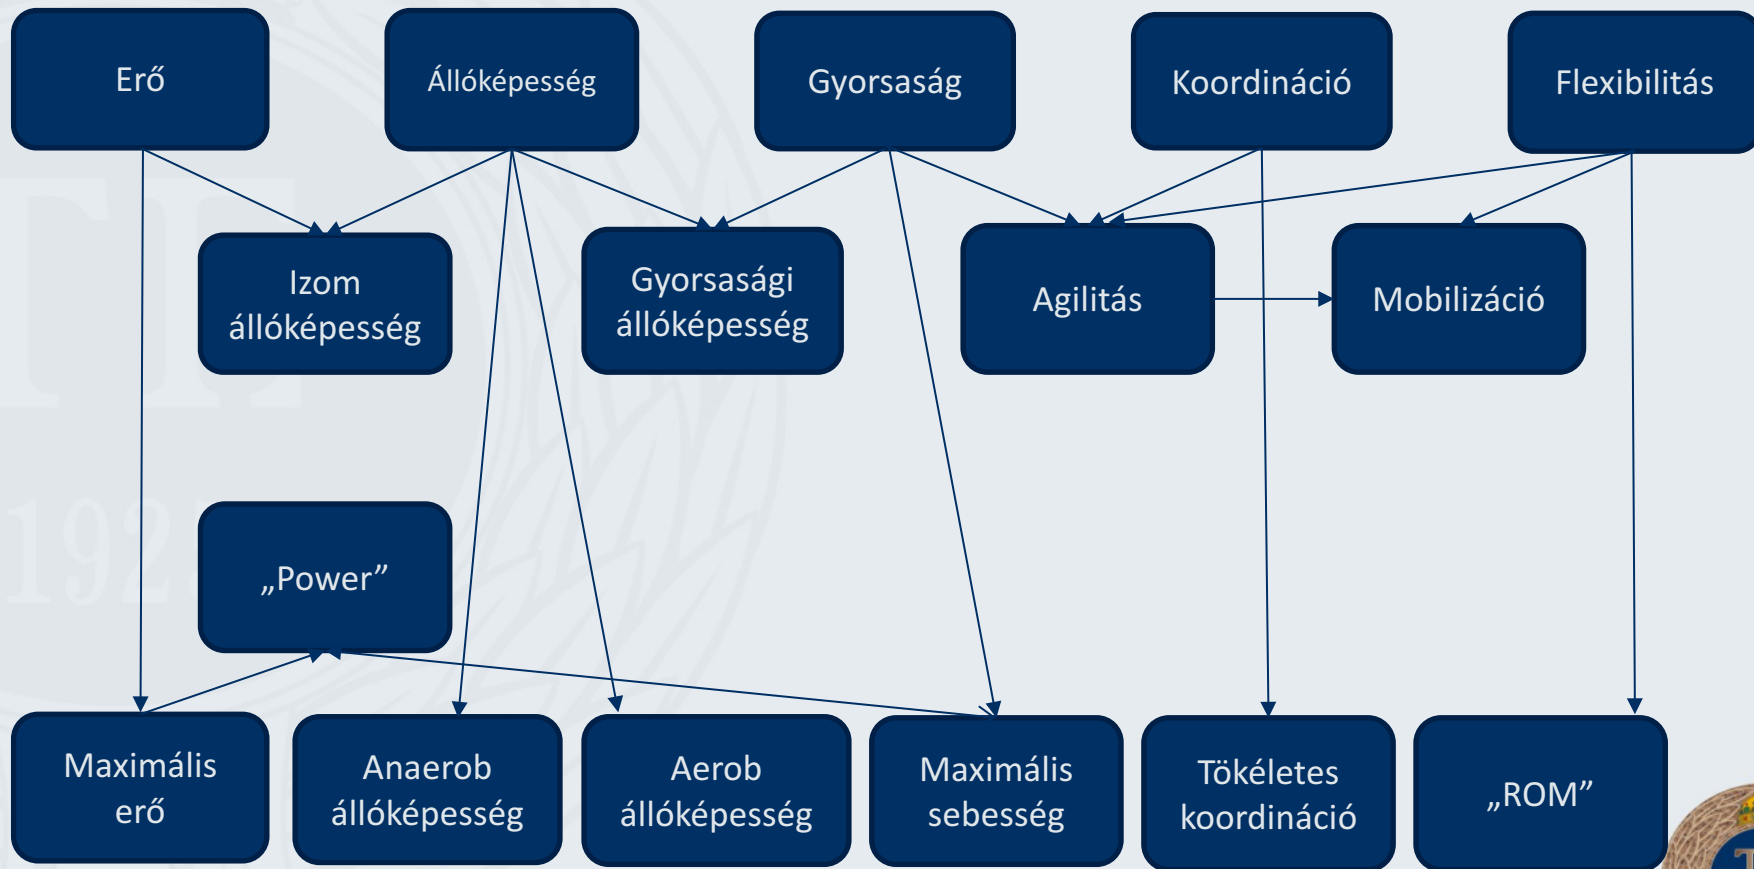 Erő
Állóképesség
Gyorsaság
Koordináció
Flexibilitás
Izom
állóképesség
Gyorsasági
állóképesség
Agilitás
Mobilizáció
„Power”
Maximális
erő
Anaerob
állóképesség
Aerob
állóképesség
Maximális
sebesség
Tökéletes
koordináció
„ROM”